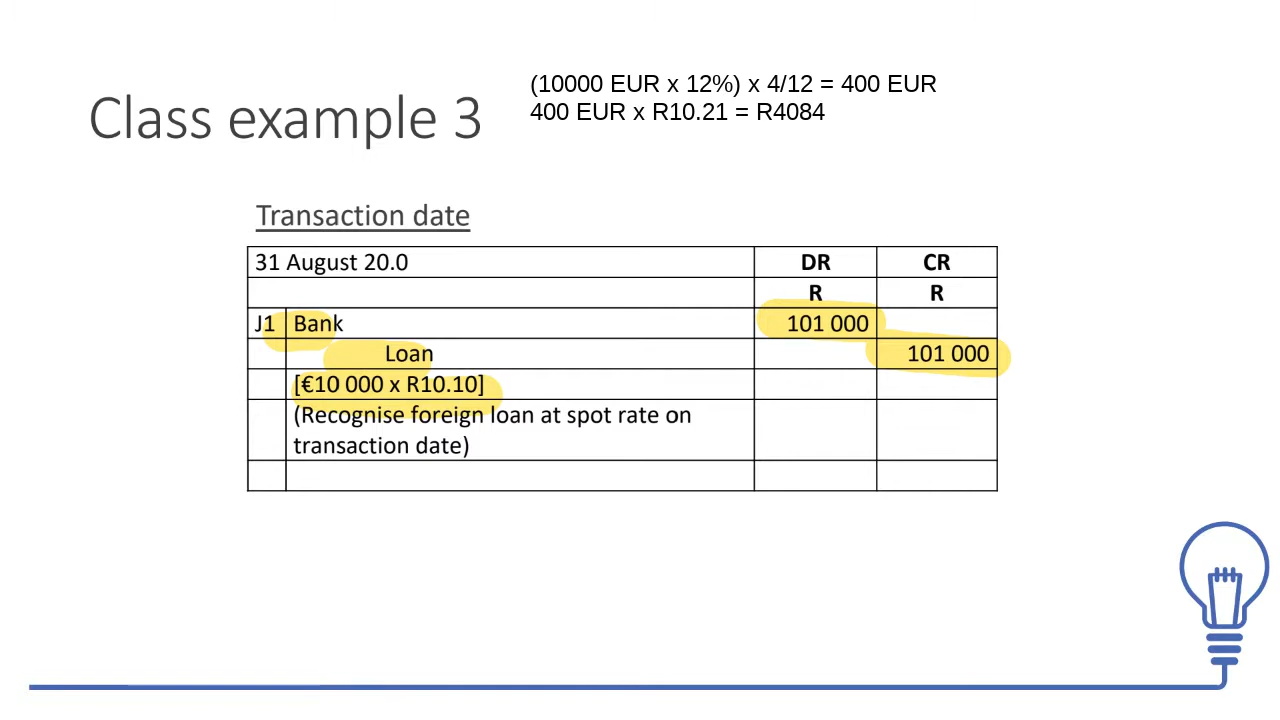 (10000 EUR x 12%) x 4/12 = 400 EUR
400 EUR x R10.21 = R4084
Class example 3
Transaction date
31 August 20.0 DR CR
R R
J1 Bank 101 000
Loan 101 000
[€10 000 x R10.10]
(Recognise foreign loan at spot rate on
transaction date)